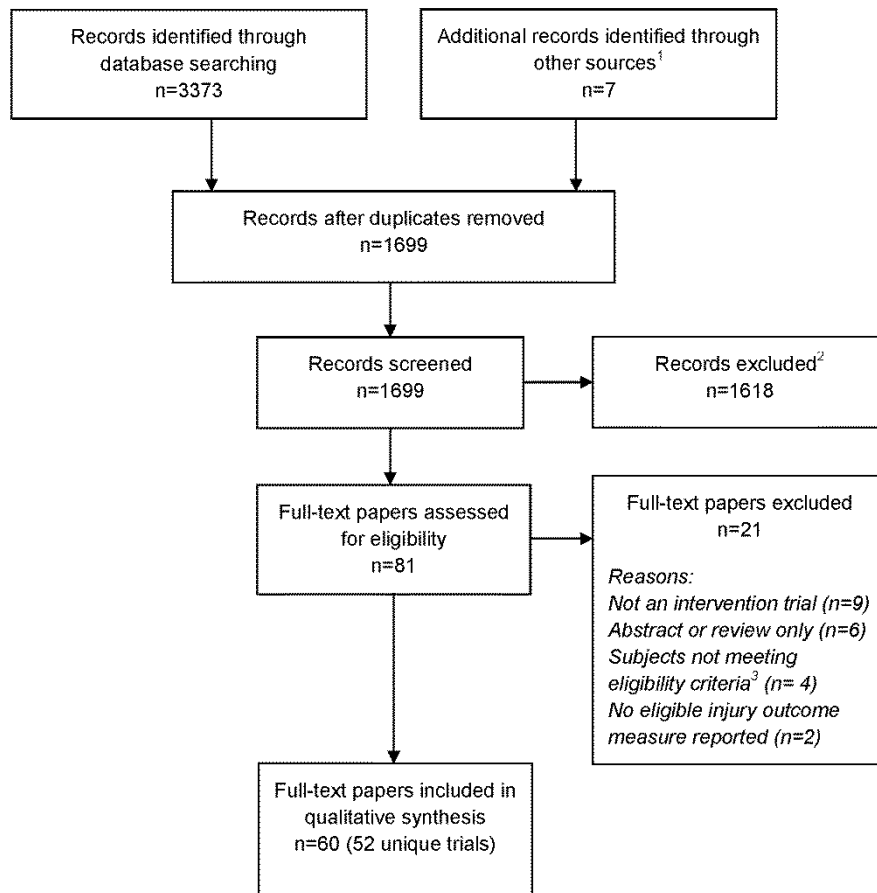 Records identified through
database searching
n=3373
Additional records identified through
other sources¹
n=7
Records after duplicates removed
n=1699
Records screened
n=1699
Records excluded²
n=1618
Full-text papers assessed
for eligibility
n=81
Full-text papers excluded
n=21
Reasons:
Not an intervention trial (n=9)
Abstract or review only (n=6)
Subjects not meeting
eligibility criteria³ (n= 4)
No eligible injury outcome
measure reported (n=2)
Full-text papers included in
qualitative synthesis
n=60 (52 unique trials)